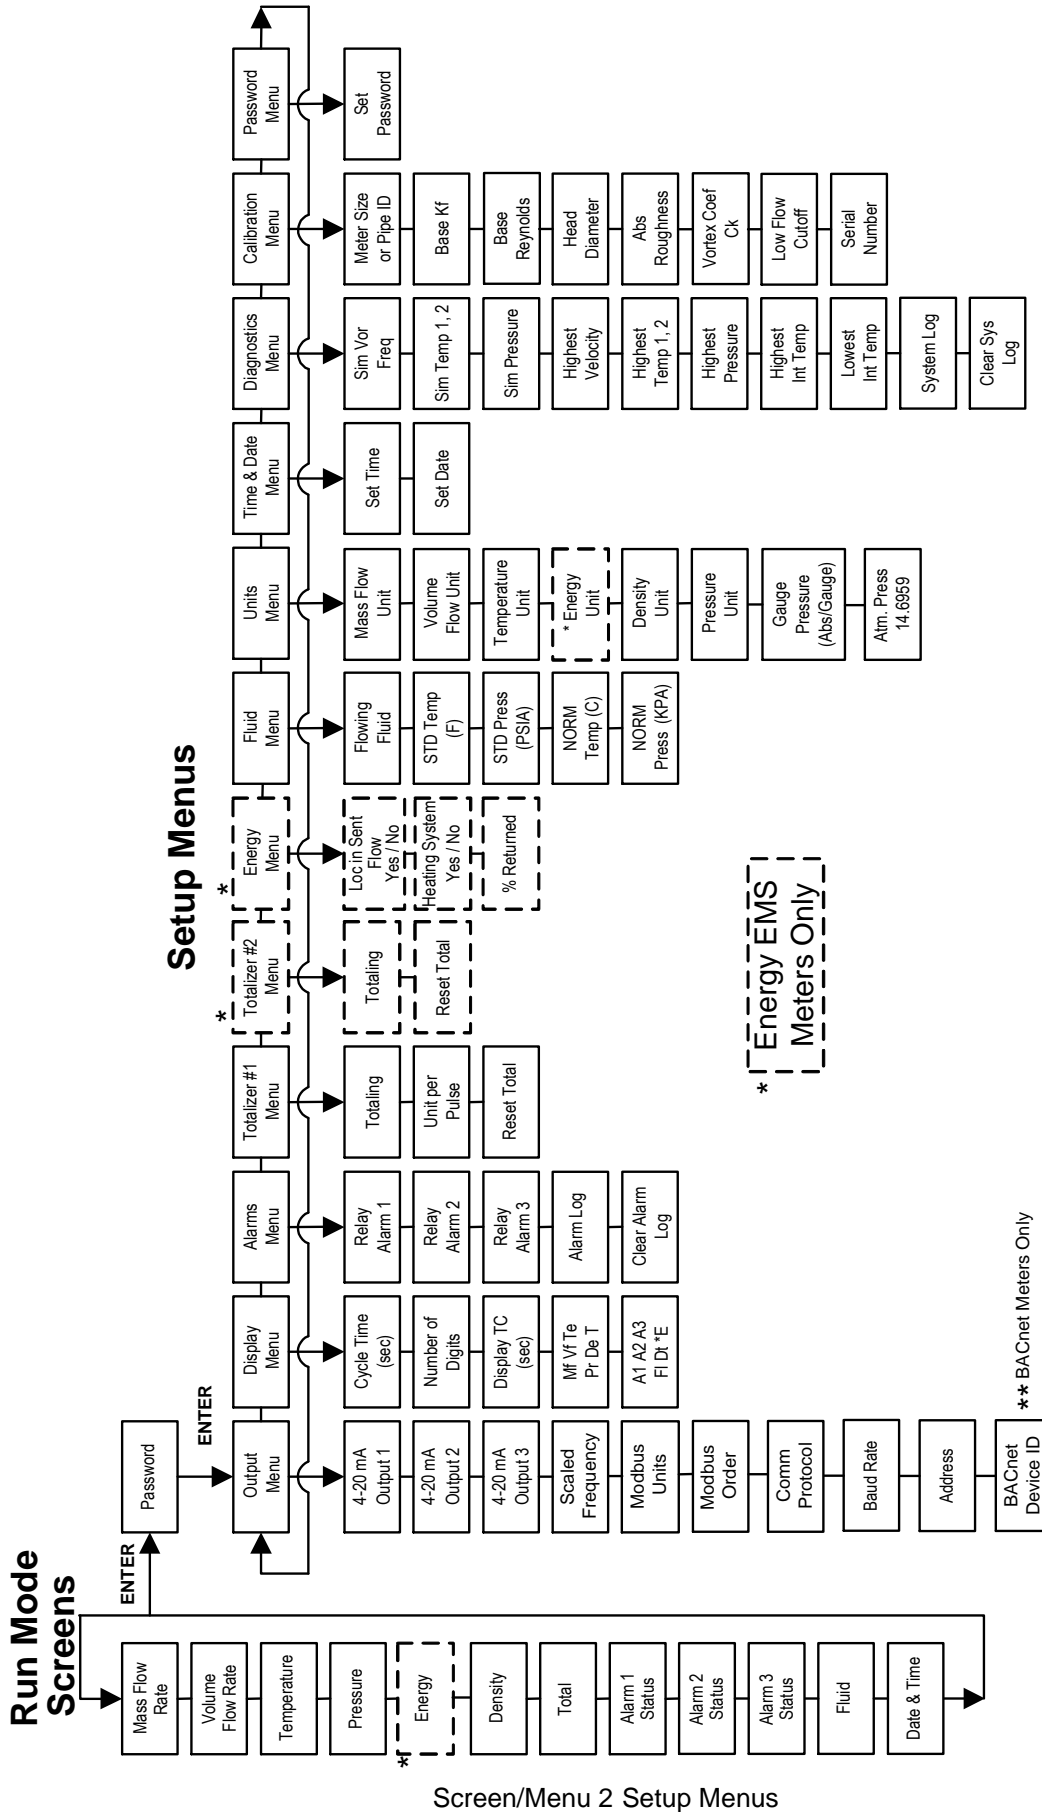 Run Mode
Screens
Mass Flow
Rate
Volume
Flow Rate
Temperature
Pressure
*
Energy
Density
Total
Alarm 1
Status
Alarm 2
Status
Alarm 3
Status
Fluid
Date & Time
ENTER
Password
ENTER
Setup Menus
Output
Menu
4-20 mA
Output 1
4-20 mA
Output 2
4-20 mA
Output 3
Scaled
Frequency
Modbus
Units
Modbus
Order
Comm
Protocol
Baud Rate
Address
BACnet
Device ID
** BACnet Meters Only
Display
Menu
Cycle Time
(sec)
Number of
Digits
Display TC
(sec)
Mf Vf Te
Pr De T
A1 A2 A3
Fl Dt *E
Alarms
Menu
Relay
Alarm 1
Relay
Alarm 2
Relay
Alarm 3
Alarm Log
Clear Alarm
Log
Totalizer #1
Menu
Totaling
Unit per
Pulse
Reset Total
*
Totalizer #2
Menu
Totaling
Reset Total
*
Energy
Menu
Loc in Sent
Flow
Yes / No
Heating System
Yes / No
% Returned
Fluid
Menu
Flowing
Fluid
STD Temp
(F)
STD Press
(PSIA)
NORM
Temp (C)
NORM
Press (KPA)
Units
Menu
Mass Flow
Unit
Volume
Flow Unit
Temperature
Unit
* Energy
Unit
Density
Unit
Pressure
Unit
Gauge
Pressure
(Abs/Gauge)
Atm. Press
14.6959
Time & Date
Menu
Set Time
Set Date
Diagnostics
Menu
Sim Vor
Freq
Sim Temp 1, 2
Sim Pressure
Highest
Velocity
Highest
Temp 1, 2
Highest
Pressure
Highest
Int Temp
Lowest
Int Temp
System Log
Clear Sys
Log
Calibration
Menu
Meter Size
or Pipe ID
Base Kf
Base
Reynolds
Head
Diameter
Abs
Roughness
Vortex Coef
Ck
Low Flow
Cutoff
Serial
Number
Password
Menu
Set
Password
* Energy EMS
Meters Only
Screen/Menu 2 Setup Menus